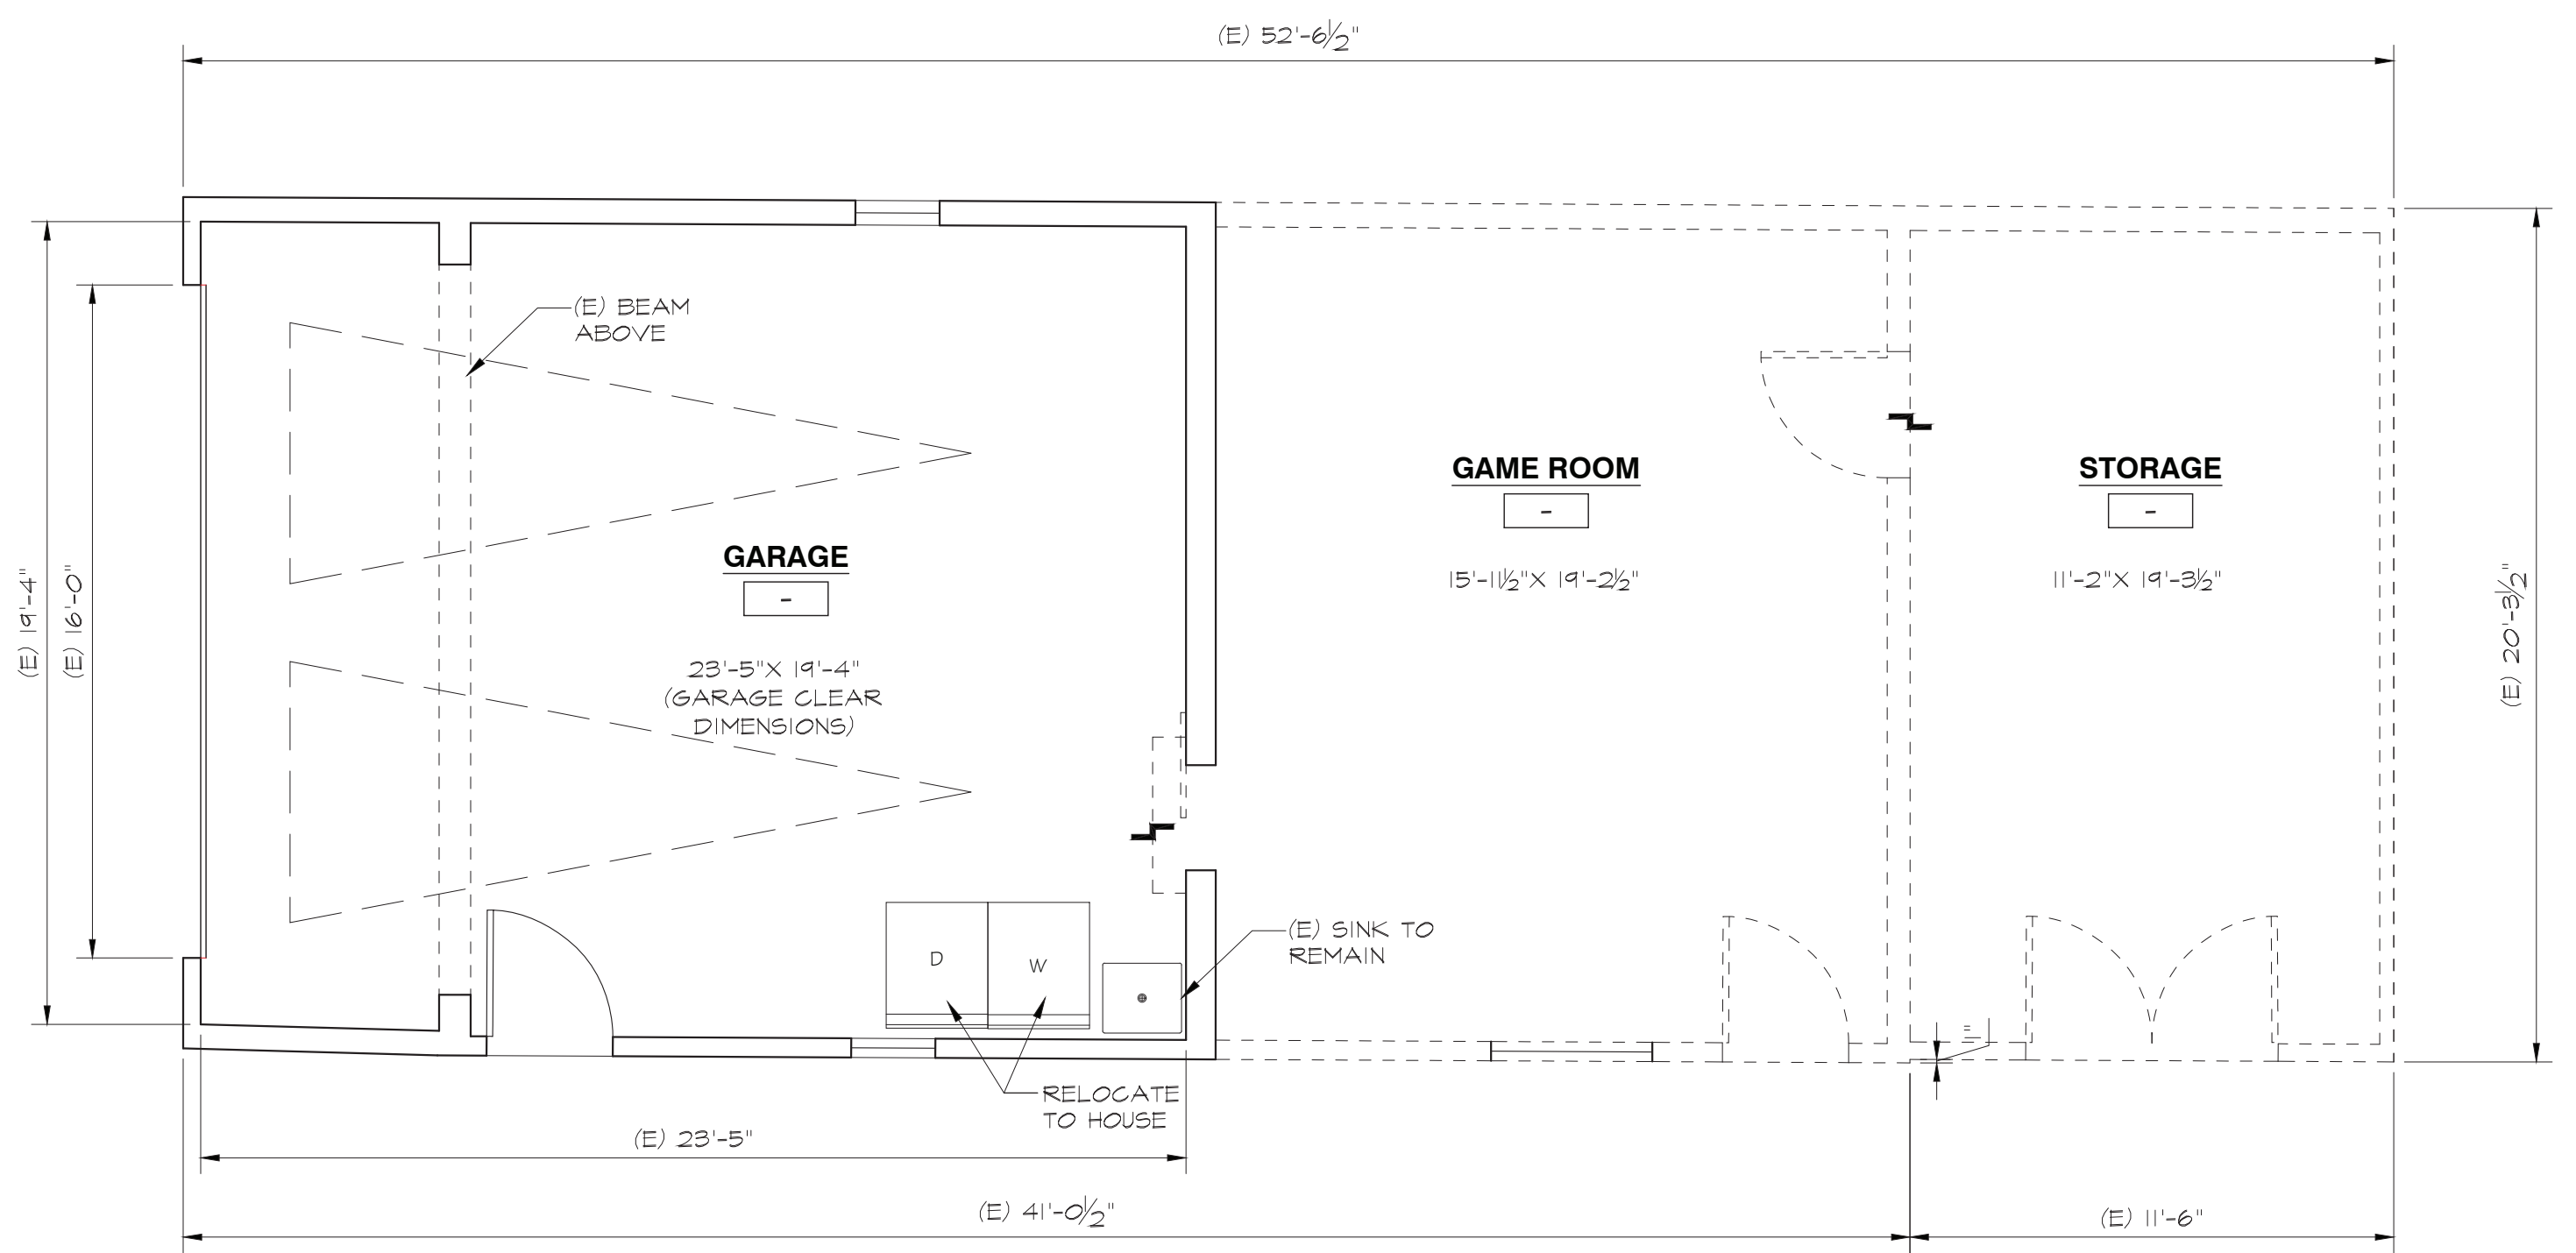 (E) 52'-6½"
(E) BEAM
ABOVE
GAME ROOM
-
15'-11½"X 19'-2½"
STORAGE
-
11'-2"X 19'-3½"
GARAGE
-
23'-5"X 19'-4"
(GARAGE CLEAR
DIMENSIONS)
(E) 19'-4"
(E) 16'-0"
(E) 20'-3½"
D
W
(E) SINK TO
REMAIN
1"
RELOCATE
TO HOUSE
(E) 23'-5"
(E) 41'-0½"
(E) 11'-6"